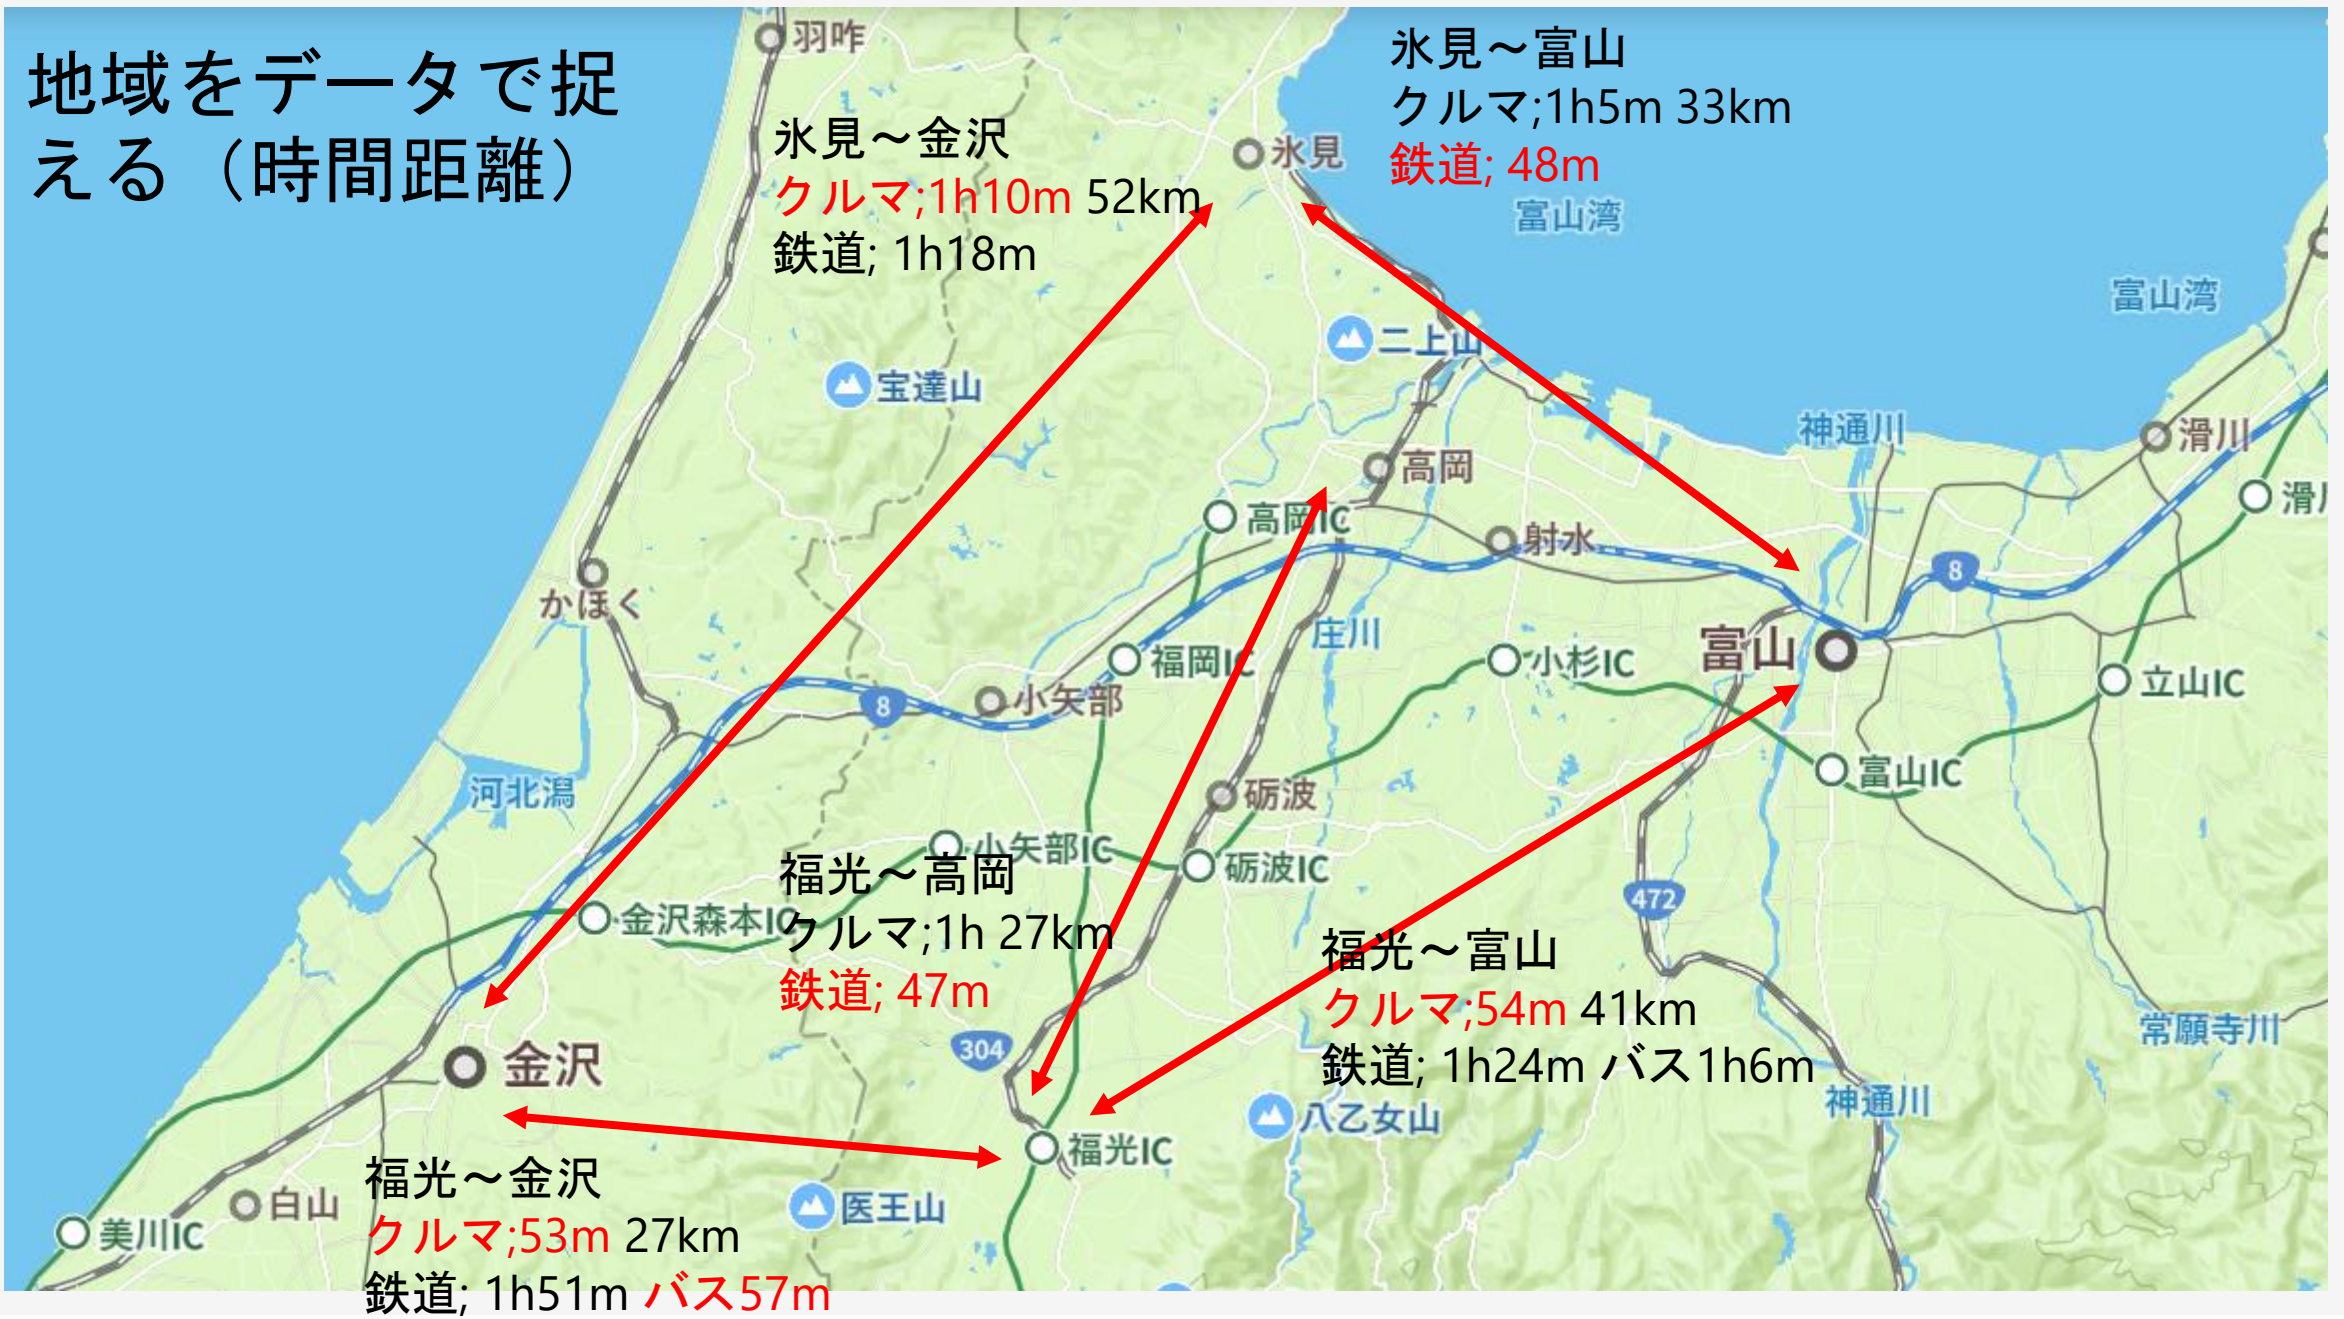 地域をデータで捉
える（時間距離）
氷見～金沢
クルマ;1h10m 52km
鉄道; 1h18m
氷見～富山
クルマ;1h5m 33km
鉄道; 48m
羽咋
氷見
富山湾
富山湾
二上山
宝達山
神通川
滑川
高岡
高岡IC
射水
かほく
8
庄川
福岡IC
小杉IC
富山
立山IC
小矢部
8
河北潟
砺波
富山IC
小矢部IC
砺波IC
金沢森本IC
472
福光～高岡
クルマ;1h 27km
鉄道; 47m
福光～富山
クルマ;54m 41km
鉄道; 1h24m バス1h6m
304
常願寺川
金沢
神通川
八乙女山
福光IC
医王山
白山
美川IC
福光～金沢
クルマ;53m 27km
鉄道; 1h51m バス57m